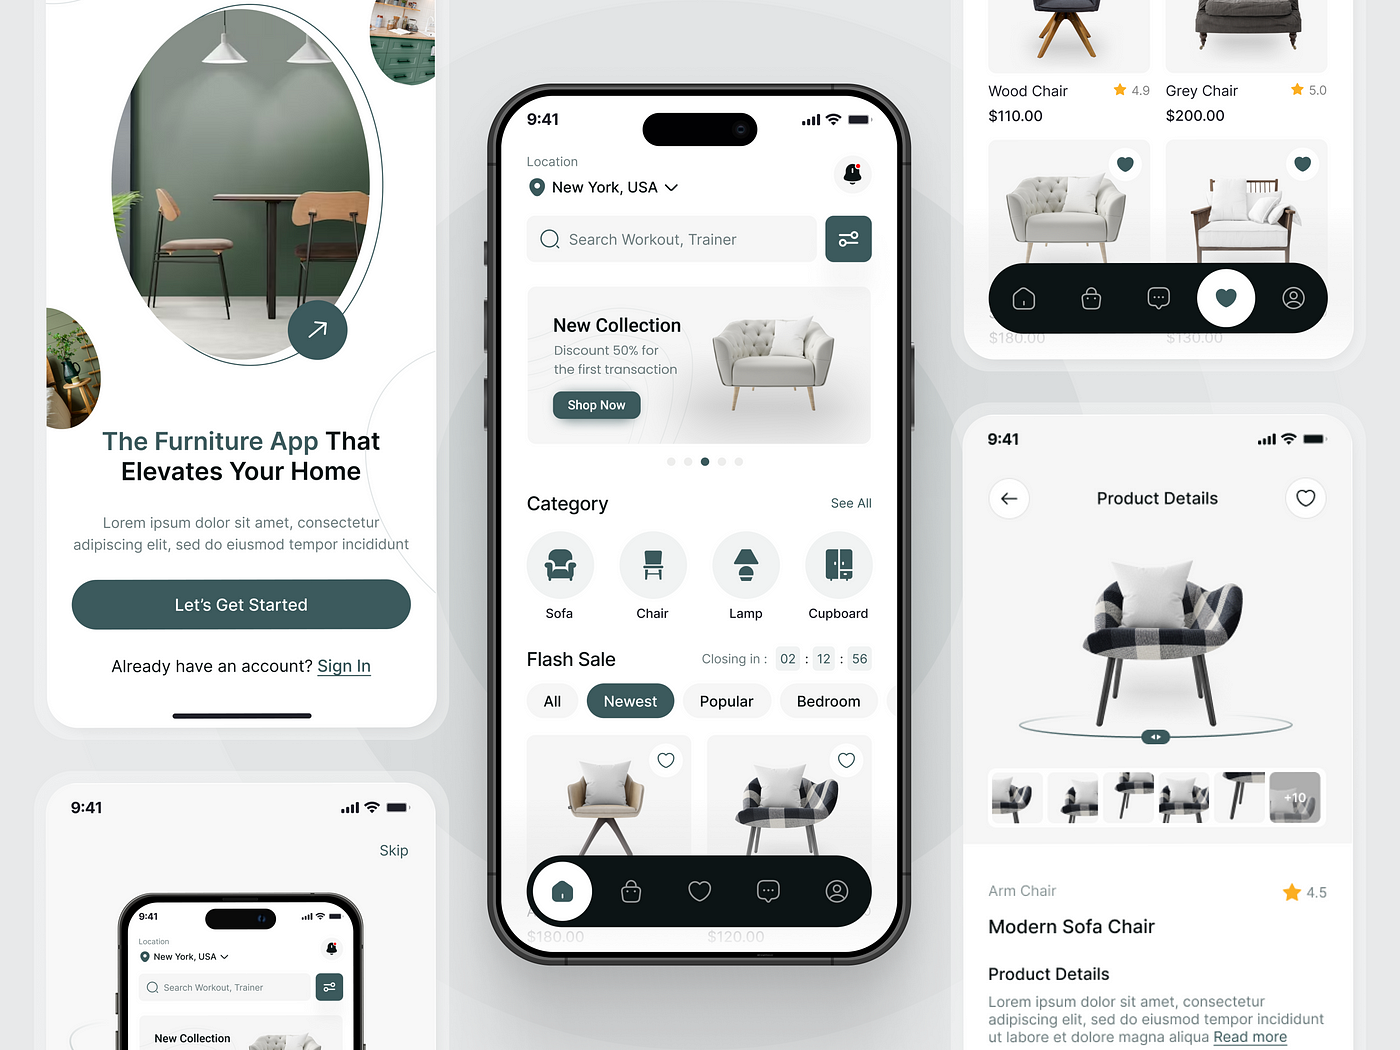 The Furniture App That
Elevates Your Home
Lorem ipsum dolor sit amet, consectetur
adipiscing elit, sed do eiusmod tempor incididunt
Let's Get Started
Already have an account? Sign In
9:41
Skip
9:41
Location
New York, USA
Search Workout, Trainer
New Collection
9:41
Location
New York, USA
Search Workout, Trainer
New Collection
Discount 50% for
the first transaction
Shop Now
Category
See All
Sofa
Chair
Lamp
Cupboard
Flash Sale
Closing in :
02 : 12 : 56
All
Newest
Popular
Bedroom
$180.00
$120.00
Wood Chair
4.9
Grey Chair
5.0
$110.00
$200.00
$180.00
$130.00
9:41
Product Details
+10
Arm Chair
4.5
Modern Sofa Chair
Product Details
Lorem ipsum dolor sit amet, consectetur
adipiscing elit, sed do eiusmod tempor incididunt
ut labore et dolore magna aliqua Read more